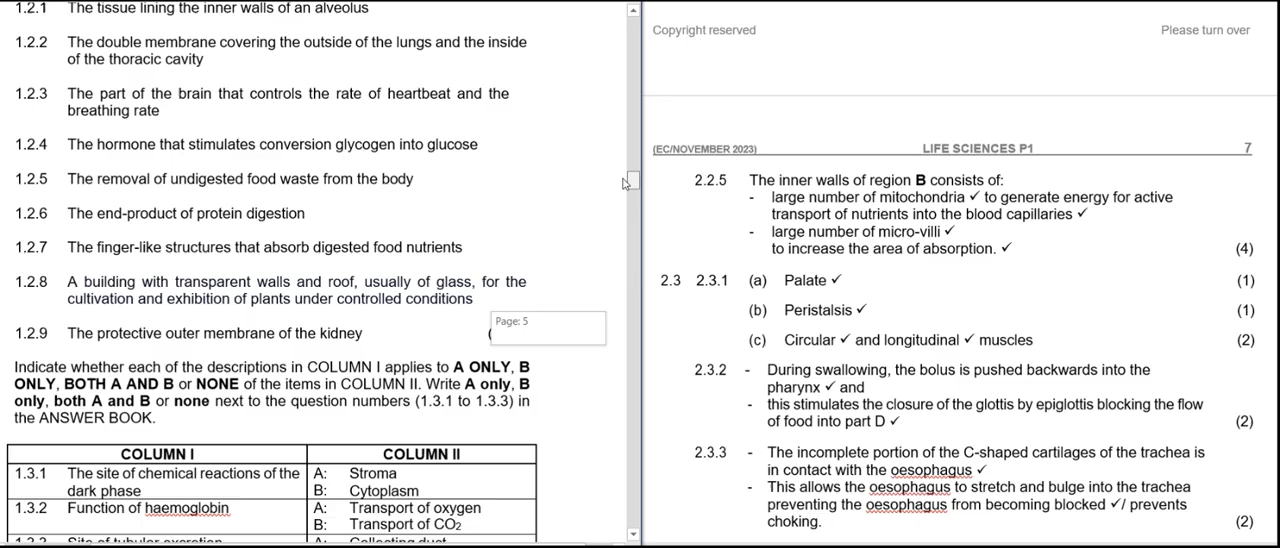 1.2.1 The tissue lining the inner walls of an alveolus
1.2.2 The double membrane covering the outside of the lungs and the inside
of the thoracic cavity
1.2.3 The part of the brain that controls the rate of heartbeat and the
breathing rate
1.2.4 The hormone that stimulates conversion glycogen into glucose
1.2.5 The removal of undigested food waste from the body
1.2.6 The end-product of protein digestion
1.2.7 The finger-like structures that absorb digested food nutrients
1.2.8 A building with transparent walls and roof, usually of glass, for the
cultivation and exhibition of plants under controlled conditions
1.2.9 The protective outer membrane of the kidney (
Page: 5
Indicate whether each of the descriptions in COLUMN I applies to A ONLY, B
ONLY, BOTH A AND B or NONE of the items in COLUMN II. Write A only, B
only, both A and B or none next to the question numbers (1.3.1 to 1.3.3) in
the ANSWER BOOK.
COLUMN I COLUMN II
1.3.1 The site of chemical reactions of the A: Stroma
dark phase B: Cytoplasm
1.3.2 Function of haemoglobin A: Transport of oxygen
B: Transport of CO2
1.3.3 Site of tubular excretion A: Collecting duct
Copyright reserved Please turn over
(EC/NOVEMBER 2023) LIFE SCIENCES P1 7
2.2.5 The inner walls of region B consists of:
- large number of mitochondria ✓ to generate energy for active
transport of nutrients into the blood capillaries ✓
- large number of micro-villi ✓
to increase the area of absorption. ✓ (4)
2.3 2.3.1 (a) Palate ✓ (1)
(b) Peristalsis ✓ (1)
(c) Circular ✓ and longitudinal ✓ muscles (2)
2.3.2 - During swallowing, the bolus is pushed backwards into the
pharynx ✓ and
- this stimulates the closure of the glottis by epiglottis blocking the flow
of food into part D ✓ (2)
2.3.3 - The incomplete portion of the C-shaped cartilages of the trachea is
in contact with the oesophagus ✓
- This allows the oesophagus to stretch and bulge into the trachea
preventing the oesophagus from becoming blocked ✓/ prevents
choking. (2)